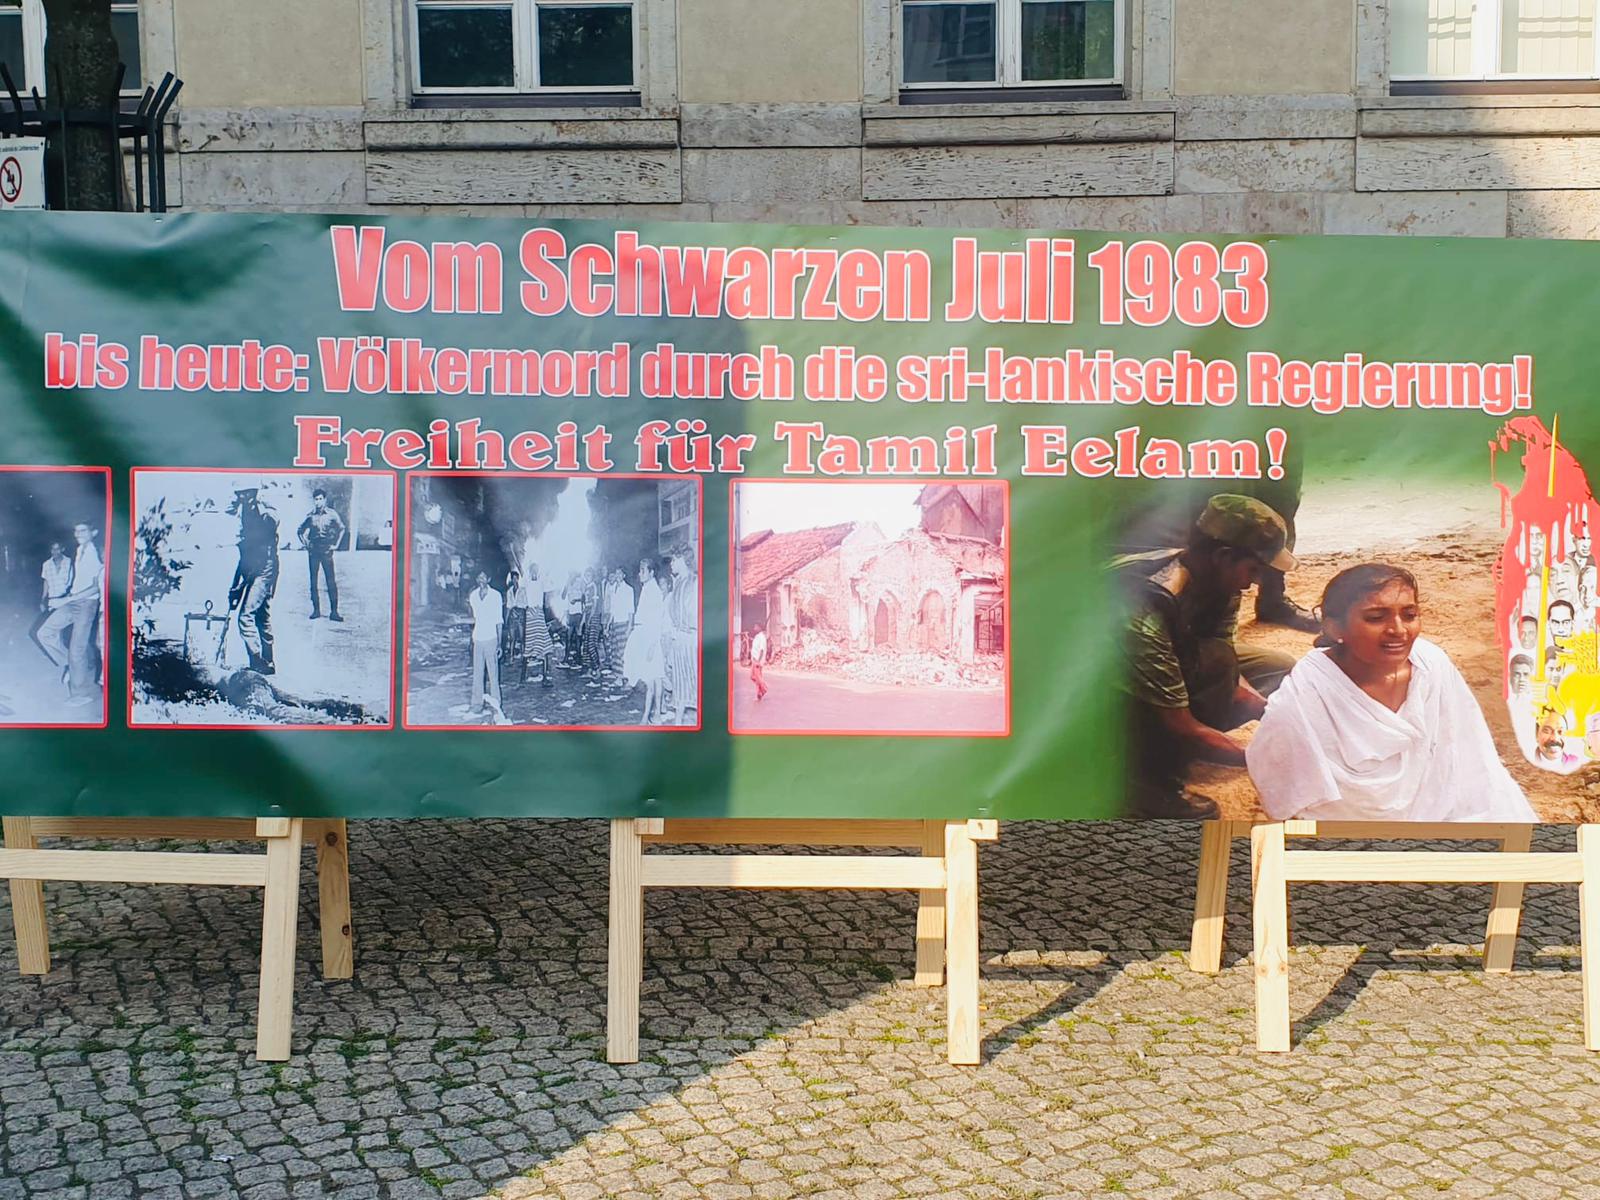 Vom Schwarzen Juli 1983
bis heute: Völkermord durch die sri-lankische Regierung!
Freiheit für Tamil Eelam!